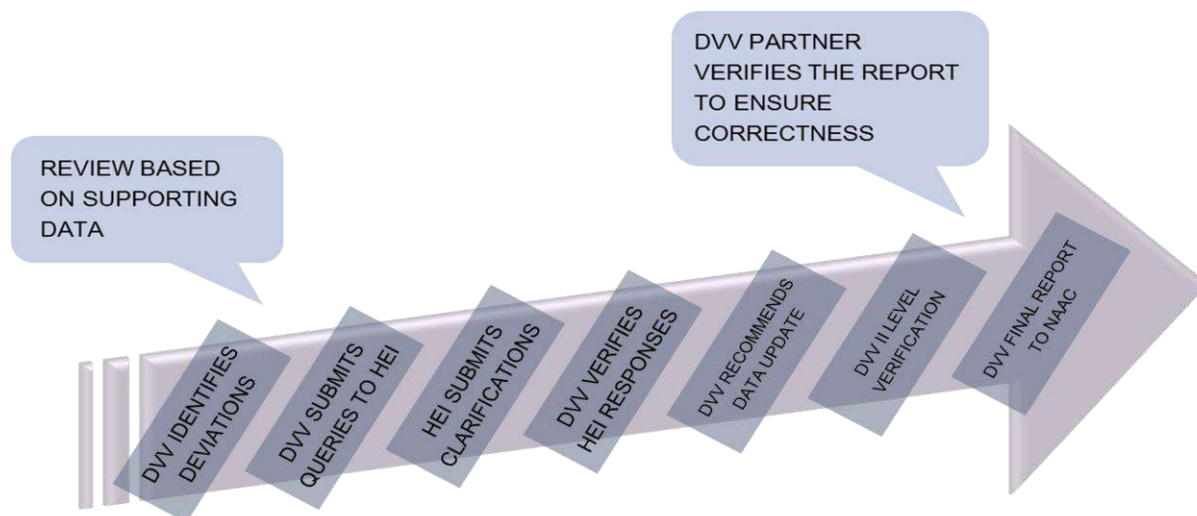 DVV PARTNER
VERIFIES THE REPORT
TO ENSURE
CORRECTNESS
REVIEW BASED
ON SUPPORTING
DATA
DVV IDENTIFIES
DEVIATIONS
DVV SUBMITS
QUERIES TO HEI
HEI SUBMITS
CLARIFICATIONS
DVV VERIFIES
HEI RESPONSES
DVV RECOMMENDS
DATA UPDATE
DVV II LEVEL
VERIFICATION
DVV FINAL REPORT
TO NAAC